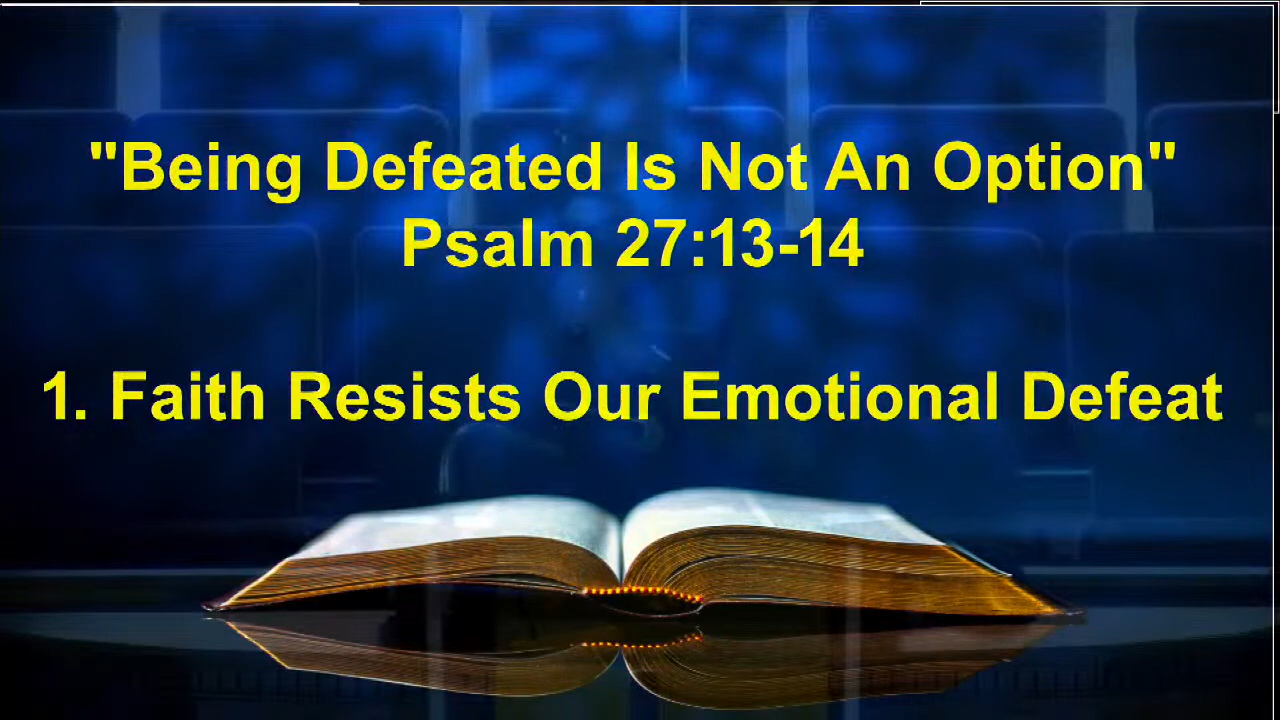 "Being Defeated Is Not An Option"
Psalm 27:13-14
1. Faith Resists Our Emotional Defeat